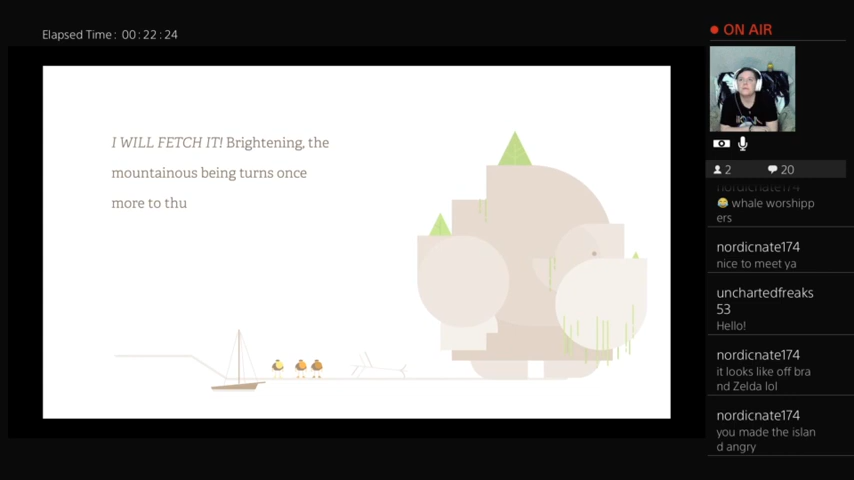 Elapsed Time: 00:22:24
I WILL FETCH IT! Brightening, the
mountainous being turns once
more to thu
ON AIR
2
20
nordicnate174
😂 whale worshipp
ers
nordicnate174
nice to meet ya
unchartedfreaks
53
Hello!
nordicnate174
it looks like off bra
nd Zelda lol
nordicnate174
you made the islan
d angry